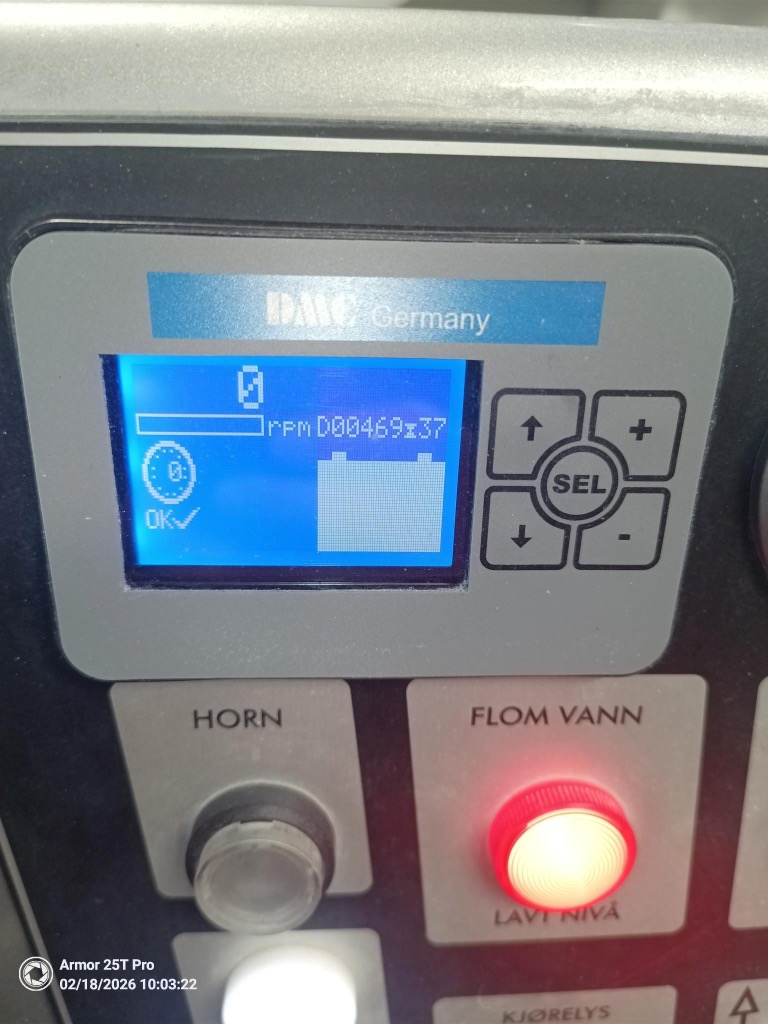 DMC Germany
0
rpm D00469⧗37
0
OK✓
↑ +
SEL
↓ -
HORN
FLOM VANN
LAVT NIVÅ
KJØRELYS
Armor 25T Pro
02/18/2026 10:03:22